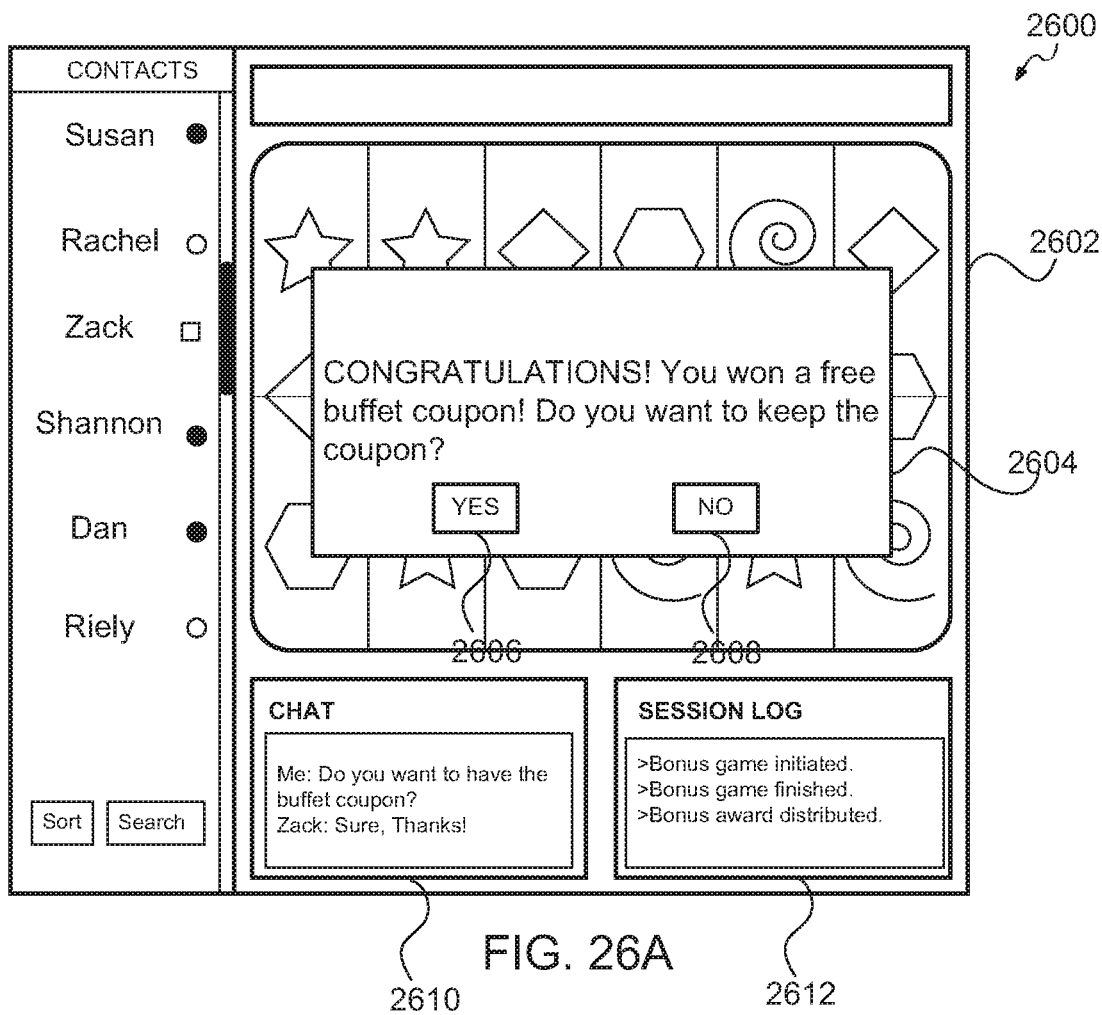 2600
CONTACTS
Susan
Rachel
Zack
Shannon
Dan
Riely
Sort
Search
2602
CONGRATULATIONS! You won a free
buffet coupon! Do you want to keep the
coupon?
YES
NO
2604
2606
2608
CHAT
Me: Do you want to have the
buffet coupon?
Zack: Sure, Thanks!
SESSION LOG
>Bonus game initiated.
>Bonus game finished.
>Bonus award distributed.
FIG. 26A
2610
2612